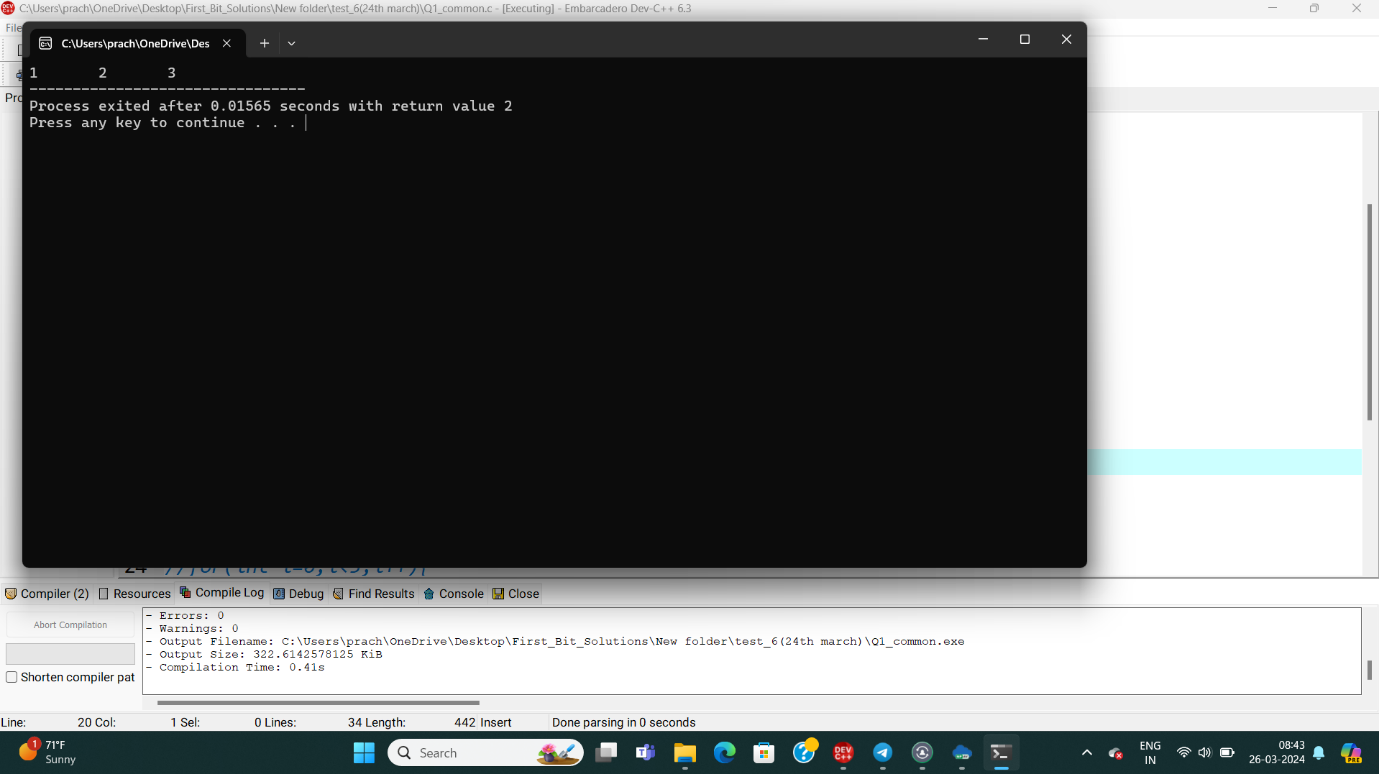 C:\Users\prach\OneDrive\Desktop\First_Bit_Solutions\New folder\test_6(24th march)\Q1_common.c - [Executing] - Embarcadero Dev-C++ 6.3
File
C:\Users\prach\OneDrive\Des
1 2 3
--------------------------------
Process exited after 0.01565 seconds with return value 2
Press any key to continue . . .
24 //for(int i=0;i<5;i++){
Compiler (2) Resources Compile Log Debug Find Results Console Close
Abort Compilation
Shorten compiler pat
- Errors: 0
- Warnings: 0
- Output Filename: C:\Users\prach\OneDrive\Desktop\First_Bit_Solutions\New folder\test_6(24th march)\Q1_common.exe
- Output Size: 322.6142578125 KiB
- Compilation Time: 0.41s
Line: 20 Col: 1 Sel: 0 Lines: 34 Length: 442 Insert Done parsing in 0 seconds
1
71°F
Sunny
Search
DEV C++
ENG
IN
08:43
26-03-2024
PRE